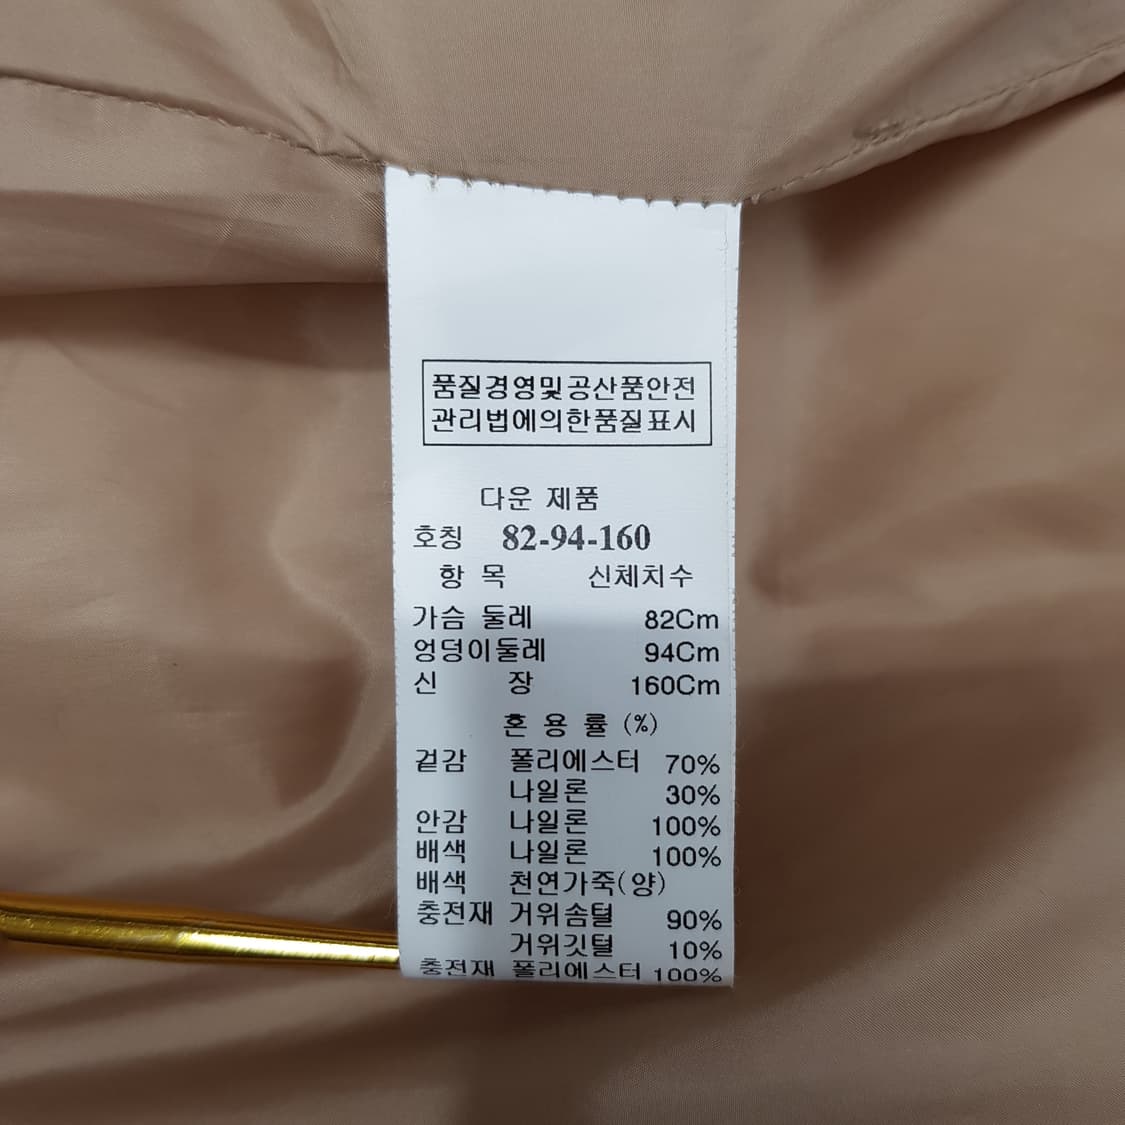 품질경영및공산품안전
관리법에의한품질표시
다운 제품
호칭 82-94-160
항 목 신체치수
가슴 둘레 82Cm
엉덩이둘레 94Cm
신 장 160Cm
혼 용 률 (%)
겉감 폴리에스터 70%
나일론 30%
안감 나일론 100%
배색 나일론 100%
배색 천연가죽(양)
충전재 거위솜털 90%
거위깃털 10%
충전재 폴리에스터 100%